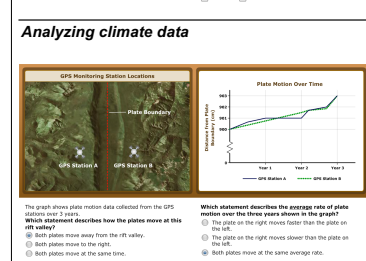 Analyzing climate data
GPS Monitoring Station Locations
Plate Boundary
GPS Station A
GPS Station B
Plate Motion Over Time
Distance from Plate
Boundary (cm)
903
902
901
900
0
Year 1
Year 2
Year 3
GPS Station A
GPS Station B
The graph shows plate motion data collected from the GPS
stations over 3 years.
Which statement describes how the plates move at this
rift valley?
Both plates move away from the rift valley.
Both plates move to the right.
Both plates move at the same time.
Which statement describes the average rate of plate
motion over the three years shown in the graph?
The plate on the right moves faster than the plate on
the left.
The plate on the right moves slower than the plate on
the left.
Both plates move at the same average rate.